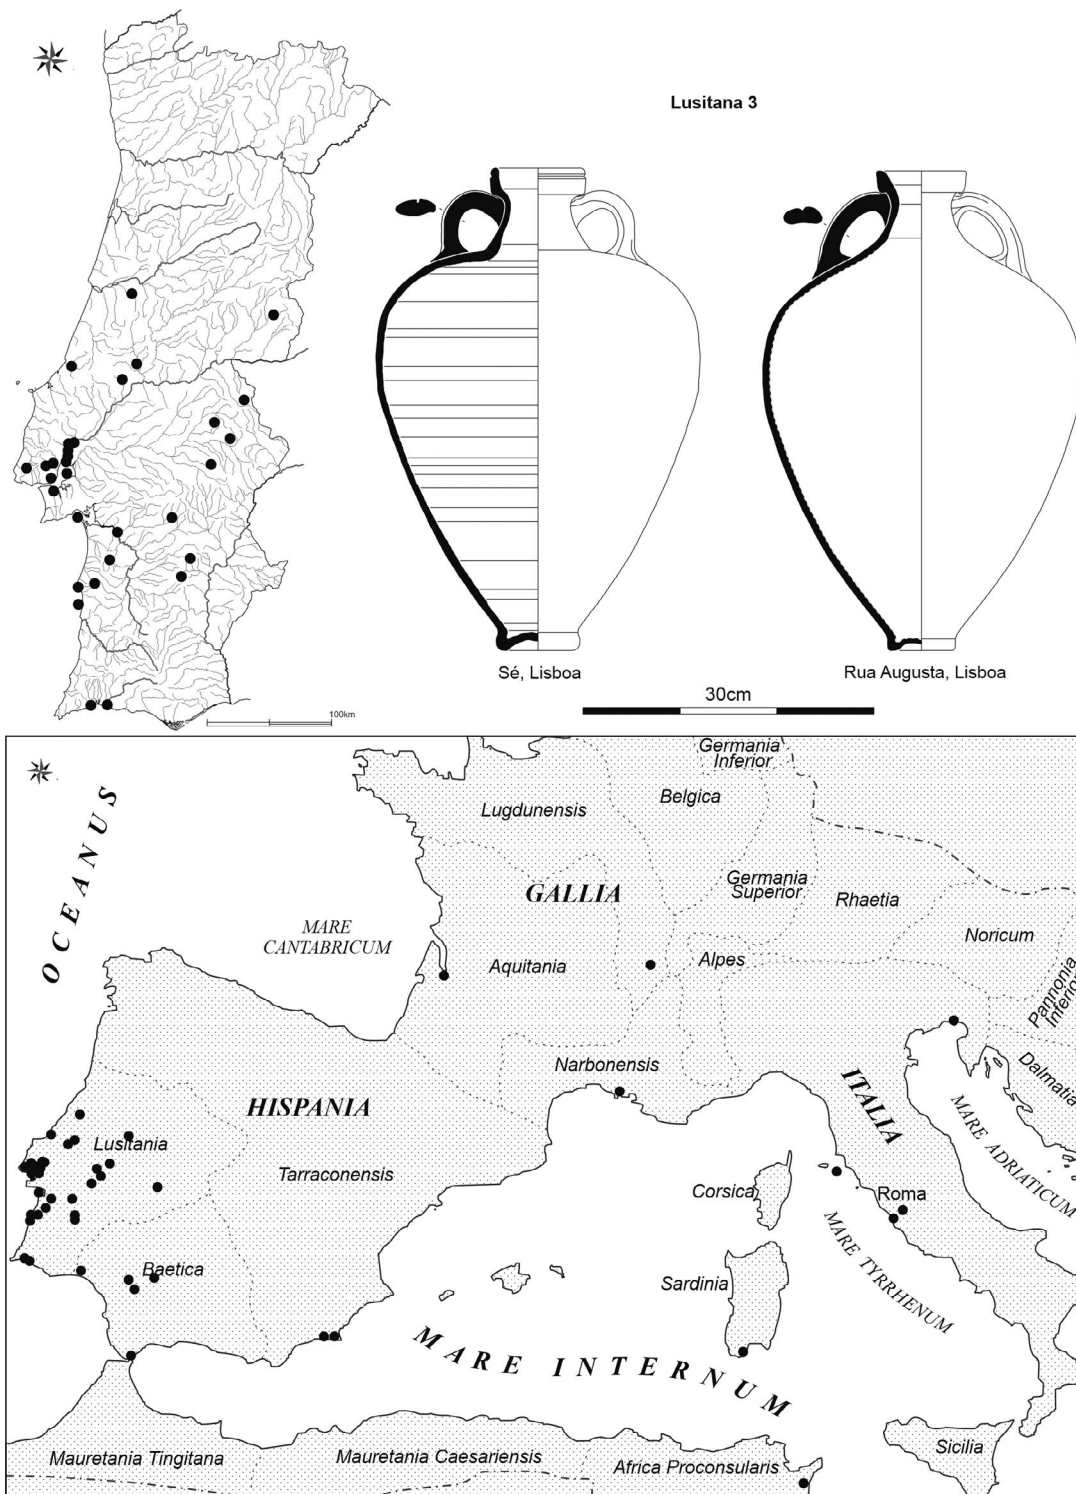 Lusitana 3
Sé, Lisboa
Rua Augusta, Lisboa
30cm
100km
Germania
Inferior
Belgica
Lugdunensis
OCEANUS
GALLIA
Germania
Superior
Rhaetia
MARE
CANTABRICUM
Noricum
Aquitania
Alpes
Pannonia
Inferior
Narbonensis
Dalmatia
HISPANIA
ITALIA
MARE ADRIATICUM
Lusitania
Tarraconensis
Corsica
Roma
MARE TYRRHENUM
Baetica
Sardinia
MARE INTERNUM
Mauretania Tingitana
Mauretania Caesariensis
Africa Proconsularis
Sicilia